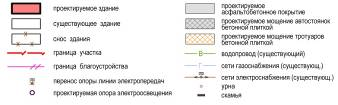 проектируемое здание
существующее здание
снос здания
граница участка
граница благоустройства
перенос опоры линии электропередач
проектируемая опора электроосвещения
проектируемое
асфальтобетонное покрытие
проектируемое мощение автостоянок
бетонной плиткой
проектируемое мощение тротуаров
бетонной плиткой
В водопровод (существующий)
Г сети газоснабжения (существующ.)
сети электроснабжения (существующ.)
урна
скамья